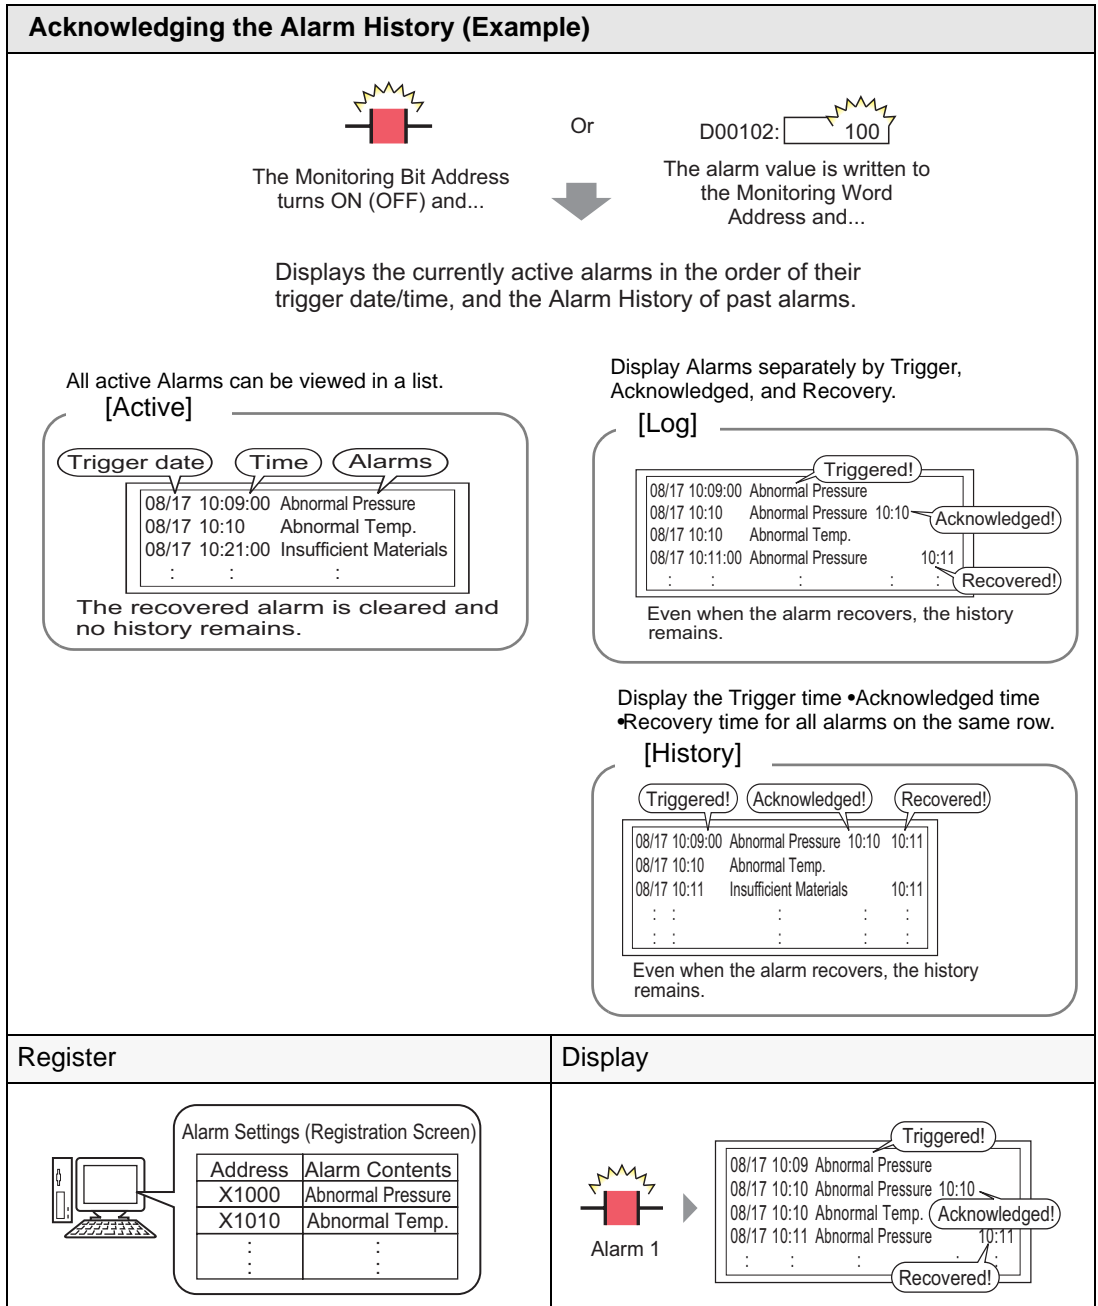 Acknowledging the Alarm History (Example)
Or
D00102:
100
The Monitoring Bit Address
turns ON (OFF) and...
The alarm value is written to
the Monitoring Word
Address and...
Displays the currently active alarms in the order of their
trigger date/time, and the Alarm History of past alarms.
All active Alarms can be viewed in a list.
[Active]
Trigger date Time Alarms
08/17 10:09:00 Abnormal Pressure
08/17 10:10 Abnormal Temp.
08/17 10:21:00 Insufficient Materials
: : :
The recovered alarm is cleared and
no history remains.
Display Alarms separately by Trigger,
Acknowledged, and Recovery.
[Log]
Triggered!
08/17 10:09:00 Abnormal Pressure
08/17 10:10 Abnormal Pressure 10:10
Acknowledged!
08/17 10:10 Abnormal Temp.
08/17 10:11:00 Abnormal Pressure 10:11
: : : : :
Recovered!
Even when the alarm recovers, the history
remains.
Display the Trigger time •Acknowledged time
•Recovery time for all alarms on the same row.
[History]
Triggered! Acknowledged! Recovered!
08/17 10:09:00 Abnormal Pressure 10:10 10:11
08/17 10:10 Abnormal Temp.
08/17 10:11 Insufficient Materials 10:11
: : : : :
: : : : :
Even when the alarm recovers, the history
remains.
Register
Display
Alarm Settings (Registration Screen)
Address Alarm Contents
X1000 Abnormal Pressure
X1010 Abnormal Temp.
: :
: :
Alarm 1
Triggered!
08/17 10:09 Abnormal Pressure
08/17 10:10 Abnormal Pressure 10:10
08/17 10:10 Abnormal Temp.
Acknowledged!
08/17 10:11 Abnormal Pressure 10:11
: : : : :
Recovered!